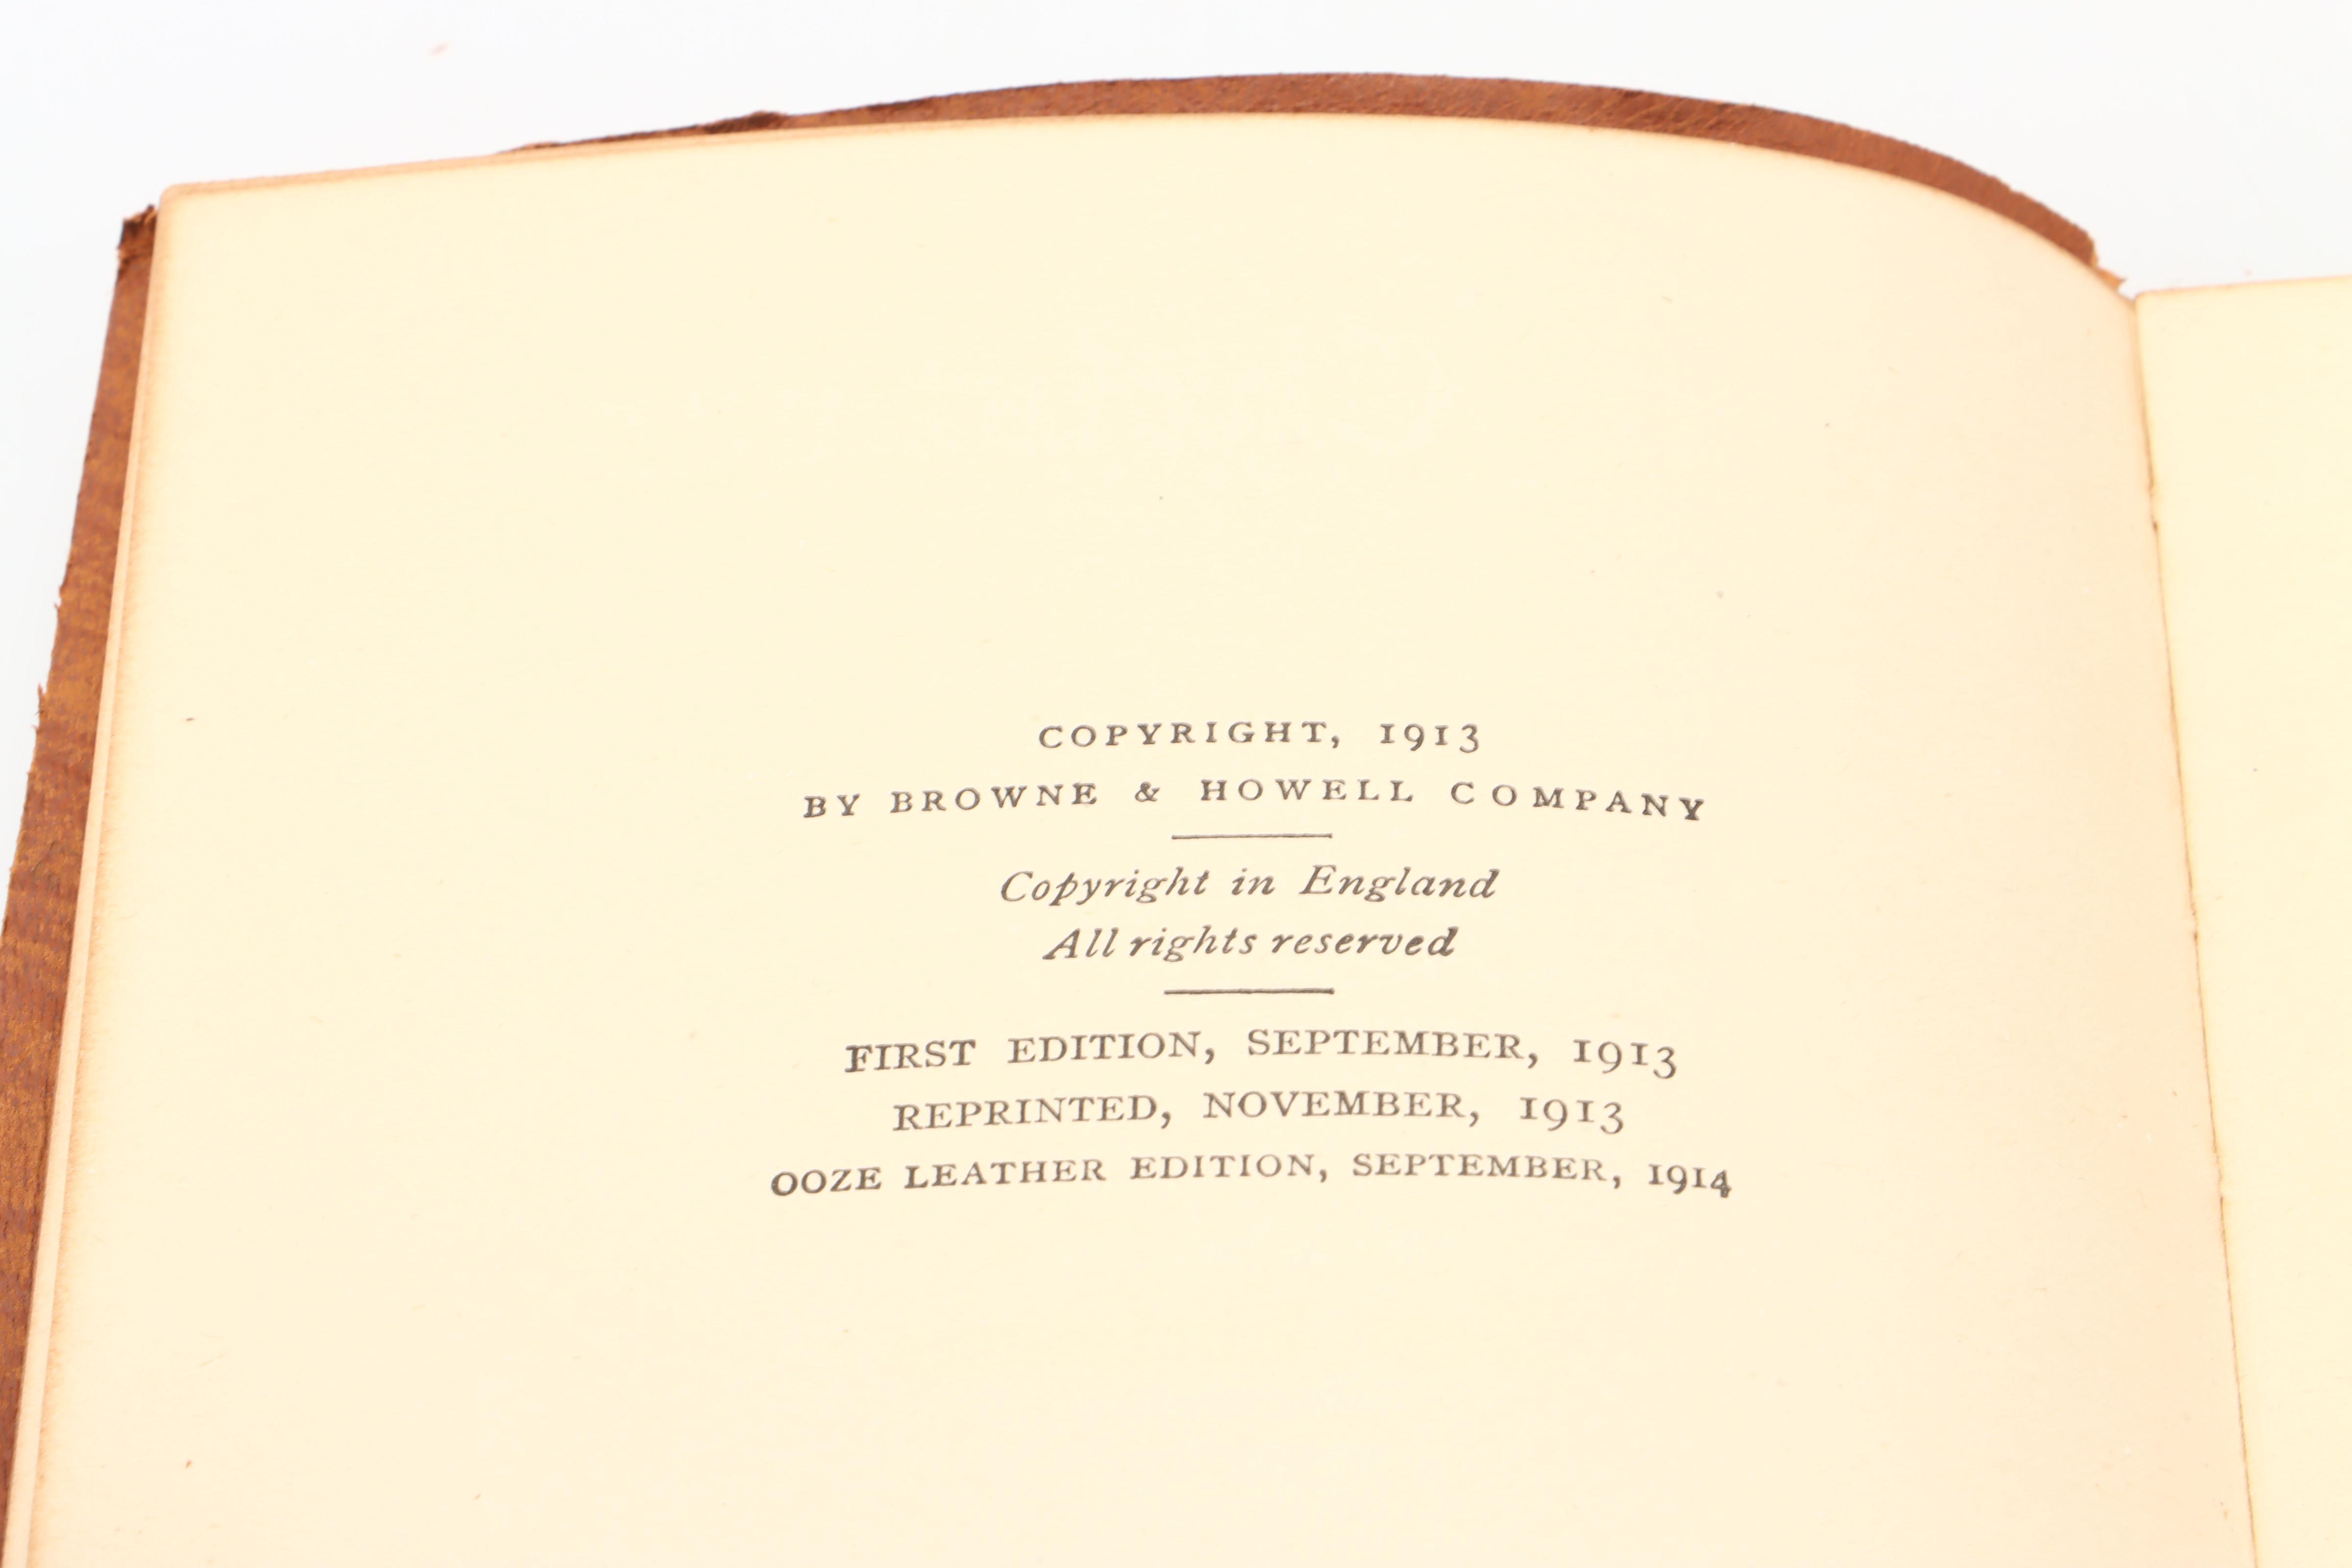 COPYRIGHT, 1913
BY BROWNE & HOWELL COMPANY
Copyright in England
All rights reserved
FIRST EDITION, SEPTEMBER, 1913
REPRINTED, NOVEMBER, 1913
OOZE LEATHER EDITION, SEPTEMBER, 1914